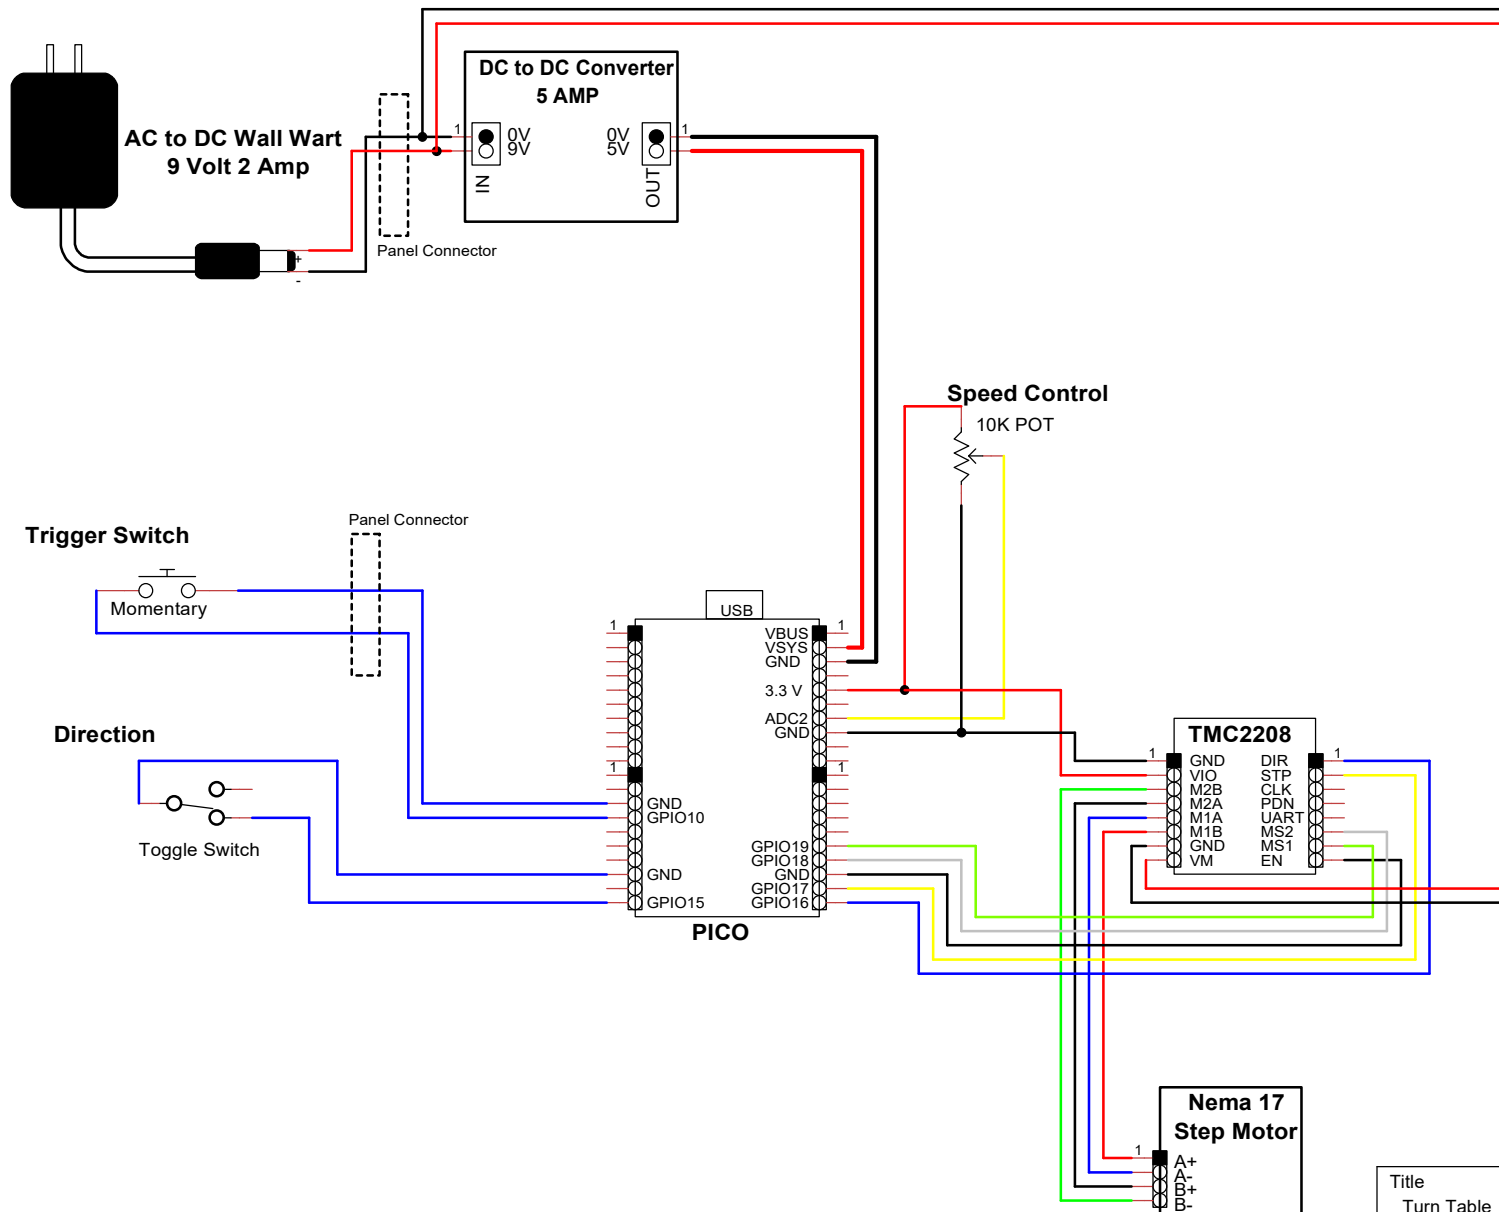 DC to DC Converter
5 AMP
AC to DC Wall Wart
9 Volt 2 Amp
1
0V
9V
IN
0V
5V
OUT
1
Panel Connector
+
-
Speed Control
10K POT
Panel Connector
Trigger Switch
Momentary
Direction
Toggle Switch
USB
1
VBUS
1
VSYS
GND
3.3 V
ADC2
GND
1
1
GND
GPIO10
GPIO19
GPIO18
GND
GND
GPIO17
GPIO15
GPIO16
PICO
TMC2208
1
GND
DIR
1
VIO
STP
M2B
CLK
M2A
PDN
M1A
UART
M1B
MS2
GND
MS1
VM
EN
Nema 17
Step Motor
1
A+
A-
B+
B-
Title
Turn Table